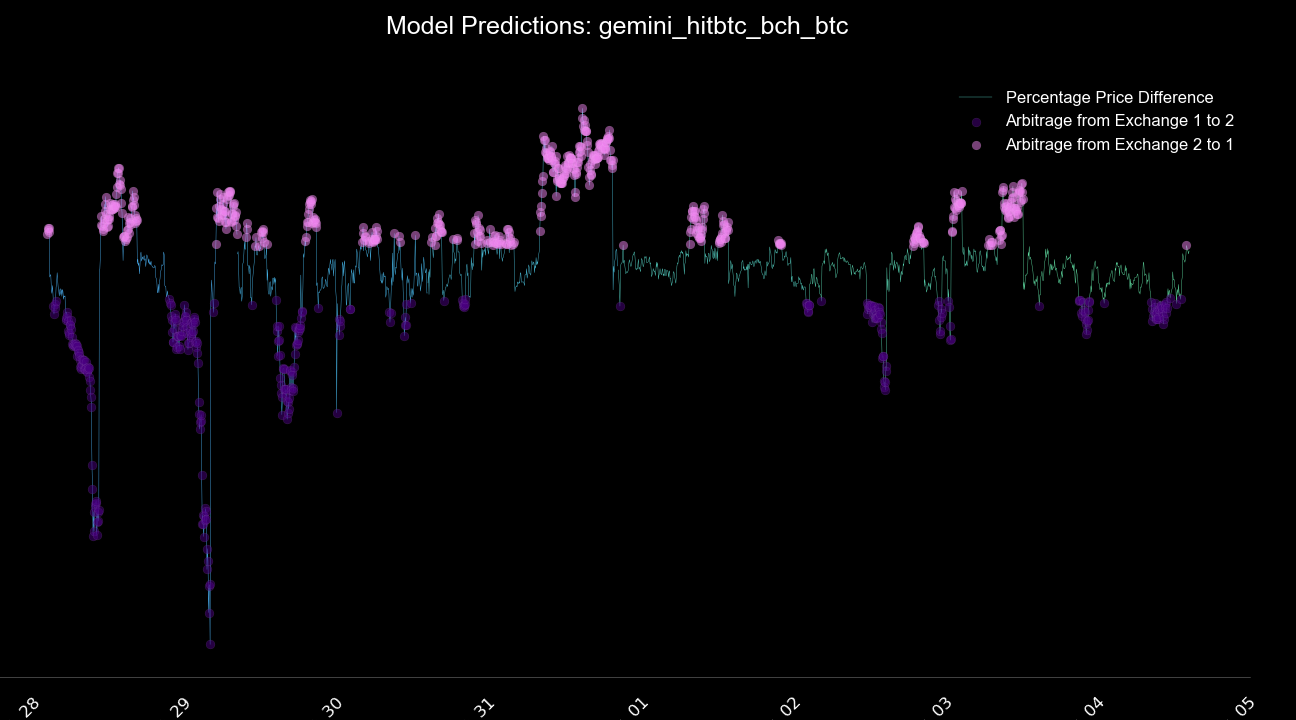 Model Predictions: gemini_hitbtc_bch_btc
Percentage Price Difference
Arbitrage from Exchange 1 to 2
Arbitrage from Exchange 2 to 1
28 29 30 31 01 02 03 04 05